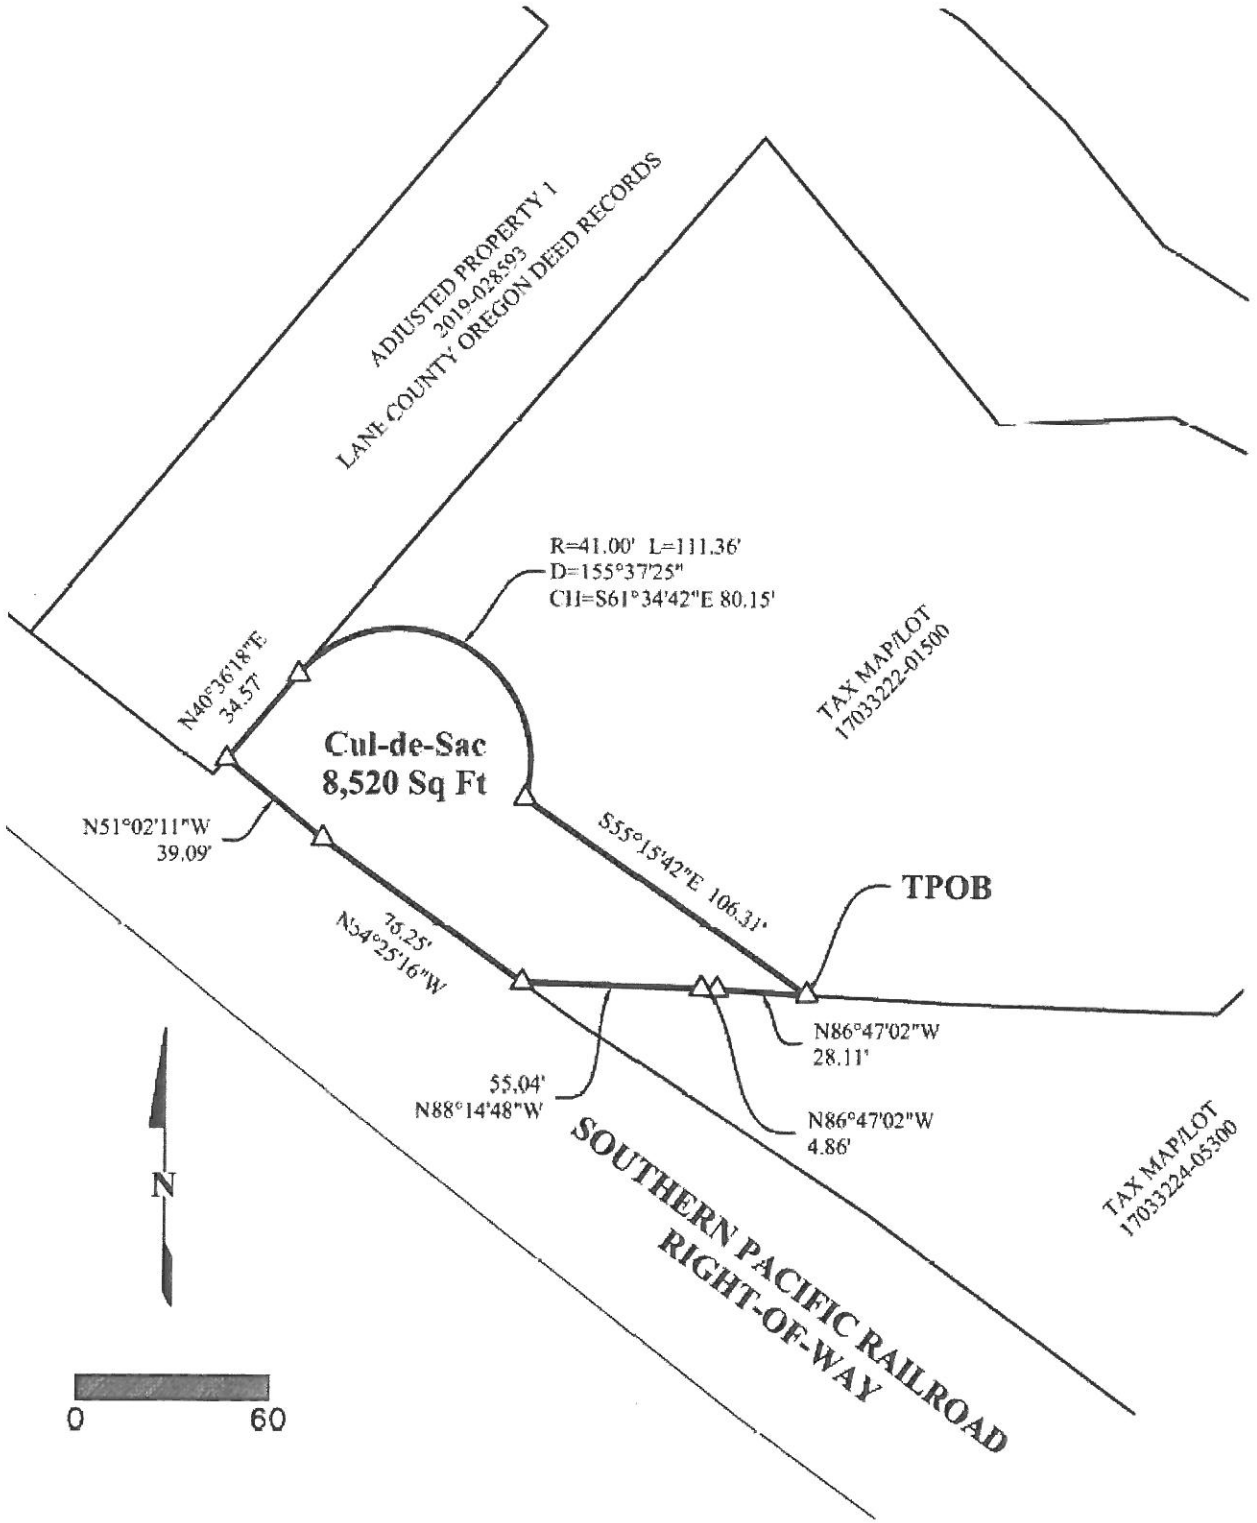 ADJUSTED PROPERTY 1
2019-028593
LANE COUNTY OREGON DEED RECORDS
R=41.00' L=111.36'
D=155°37'25"
CH=S61°34'42"E 80.15'
TAX MAP/LOT
17033222-01500
N40°36'18"E
34.57'
Cul-de-Sac
8,520 Sq Ft
N51°02'11"W
39.09'
S55°15'42"E 106.31'
TPOB
76.25'
N54°25'16"W
N86°47'02"W
28.11'
55.04'
N88°14'48"W
N86°47'02"W
4.86'
TAX MAP/LOT
17033224-05300
SOUTHERN PACIFIC RAILROAD
RIGHT-OF-WAY
N
0 60